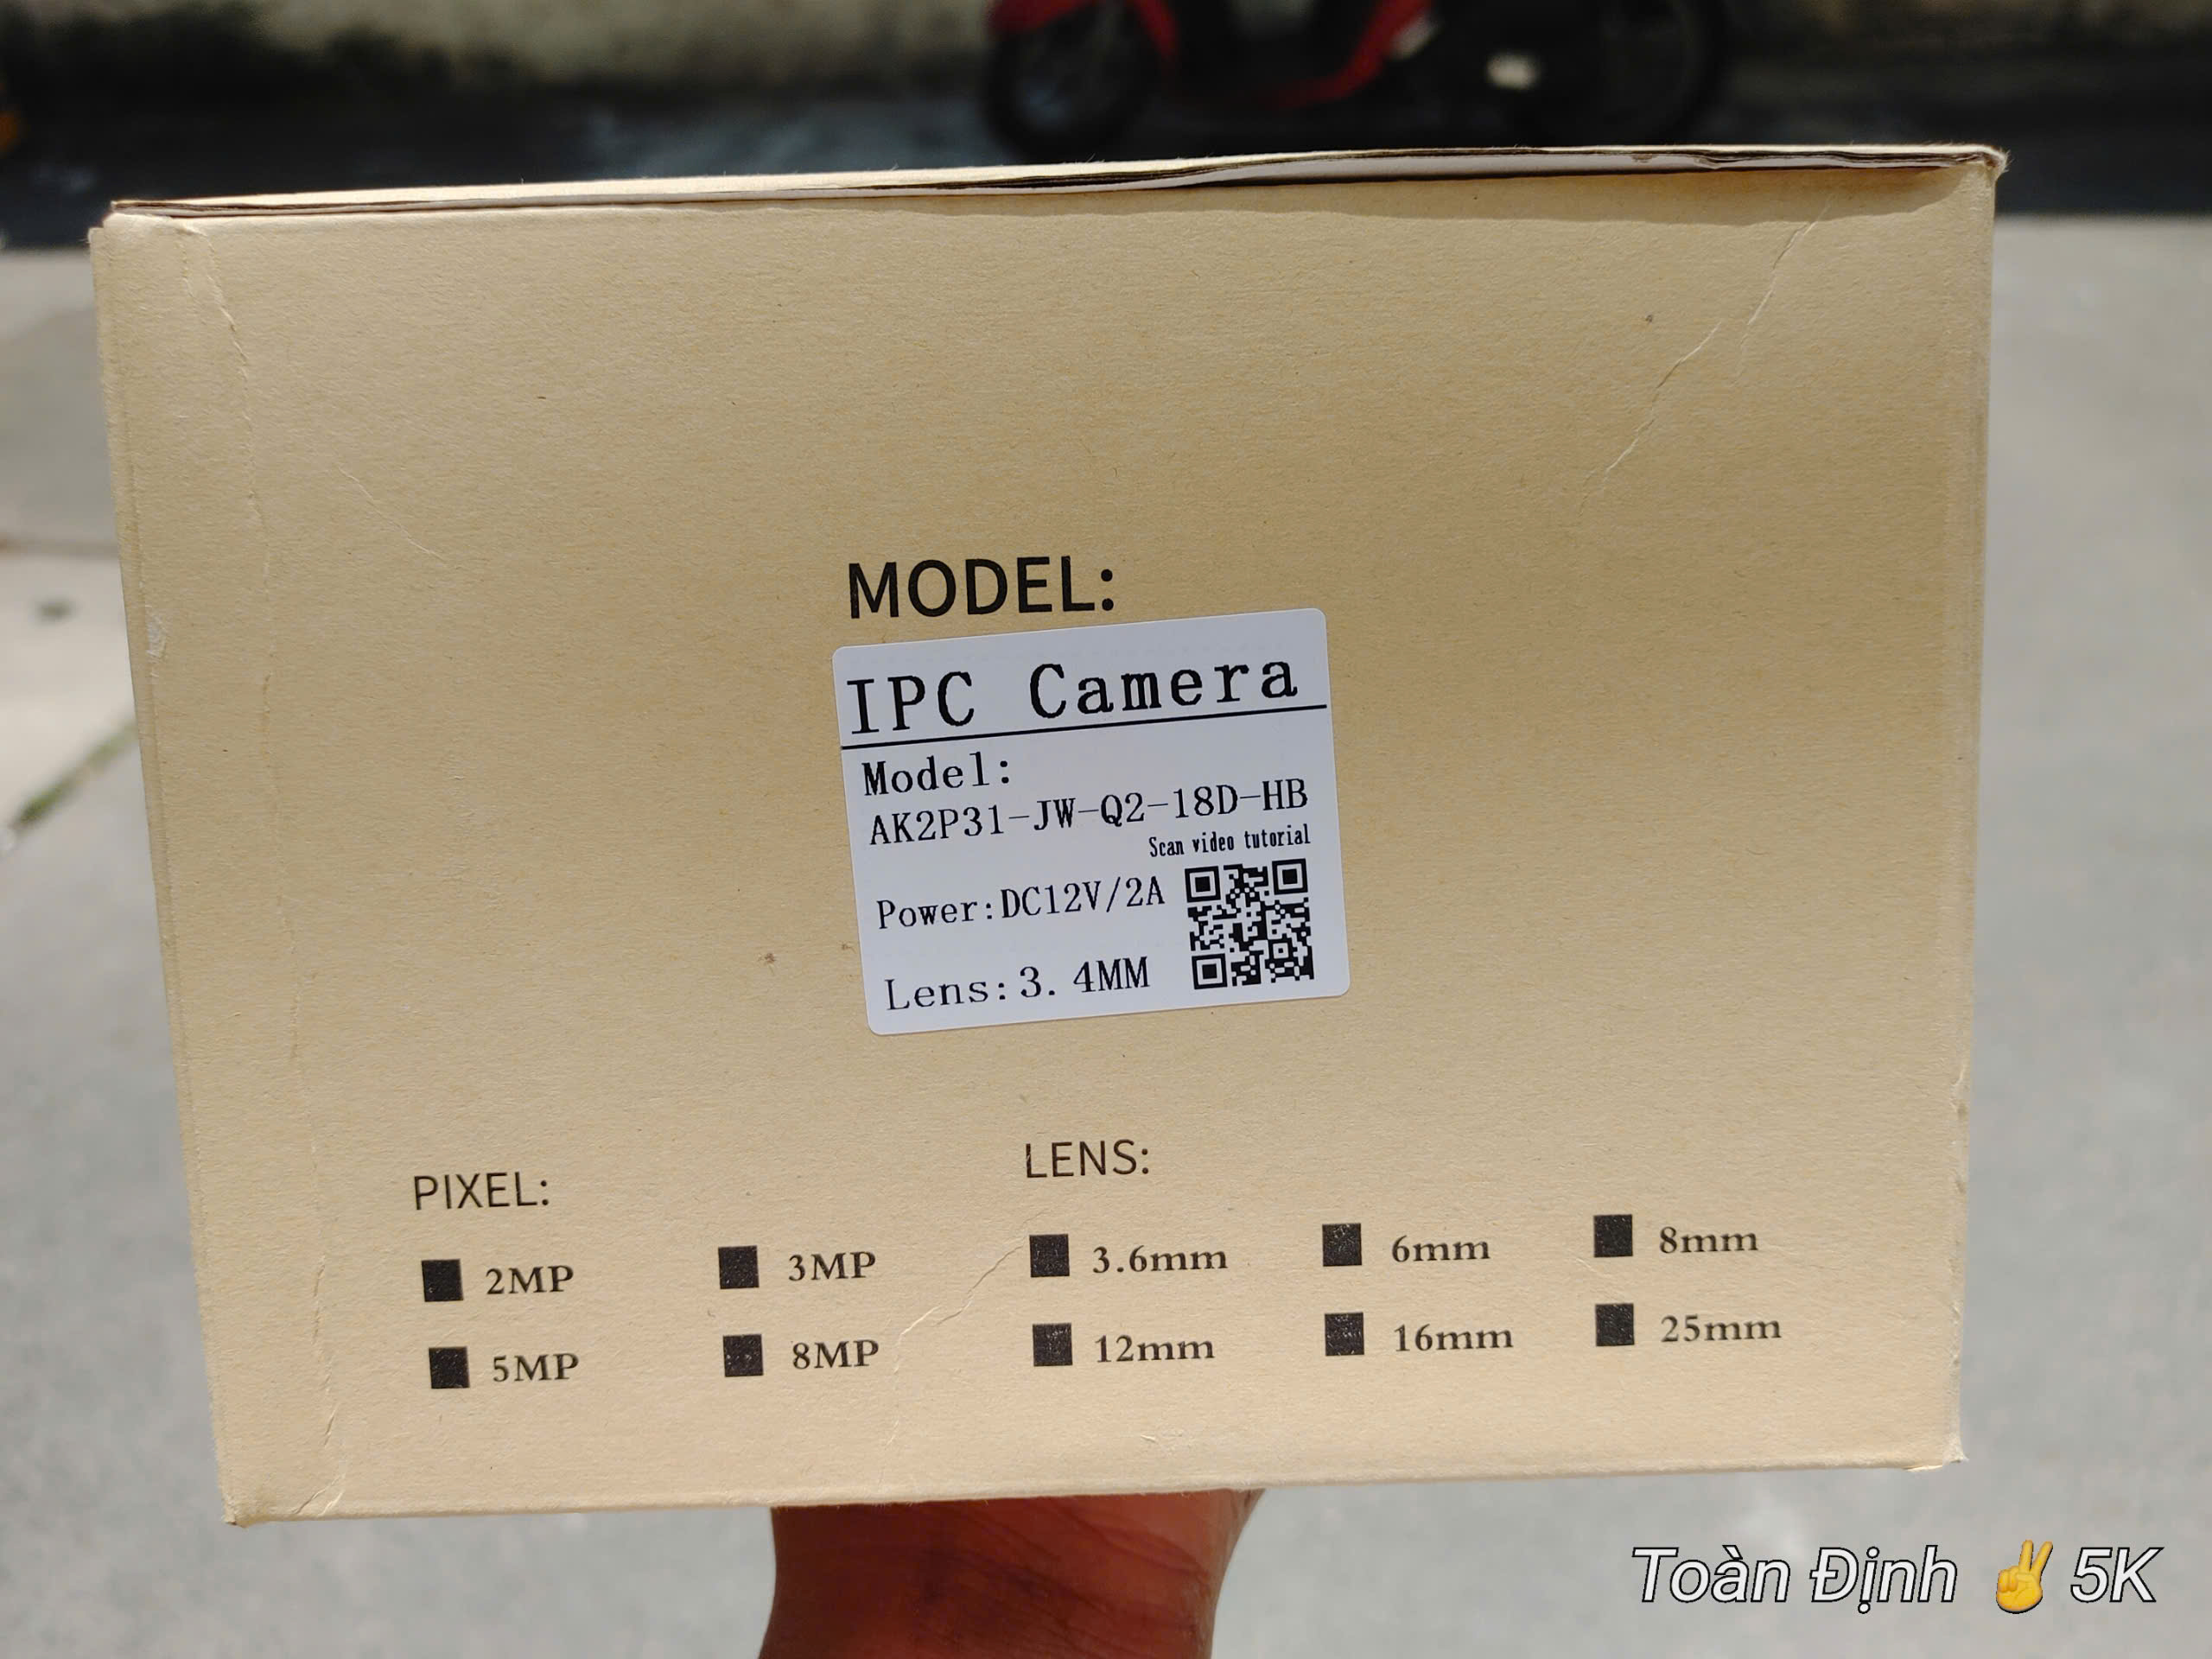 MODEL:
IPC Camera
Model:
AK2P31-JW-Q2-18D-HB
Scan video tutorial
Power:DC12V/2A
Lens:3.4MM
PIXEL:
LENS:
■ 2MP ■ 3MP ■ 3.6mm ■ 6mm ■ 8mm
■ 5MP ■ 8MP ■ 12mm ■ 16mm ■ 25mm
Toàn Định ✌️ 5K